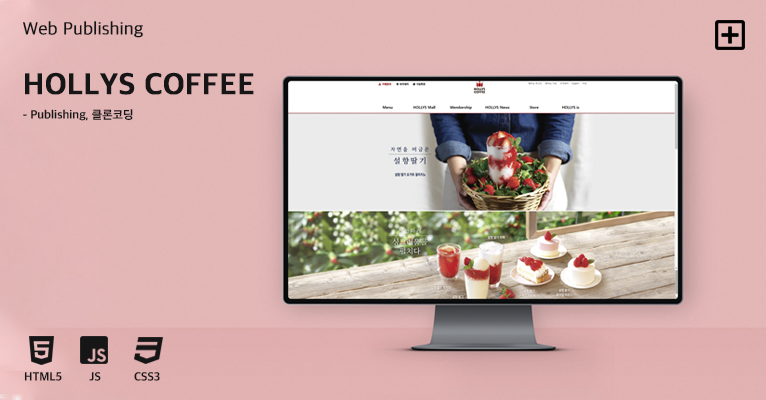 Web Publishing
HOLLYS COFFEE
- Publishing, 클론코딩
HOLLYS
COFFEE
Menu HOLLYS Mall Membership HOLLYS News Store HOLLYS is
자연을 머금은
설향딸기
JS
HTML5 JS CSS3